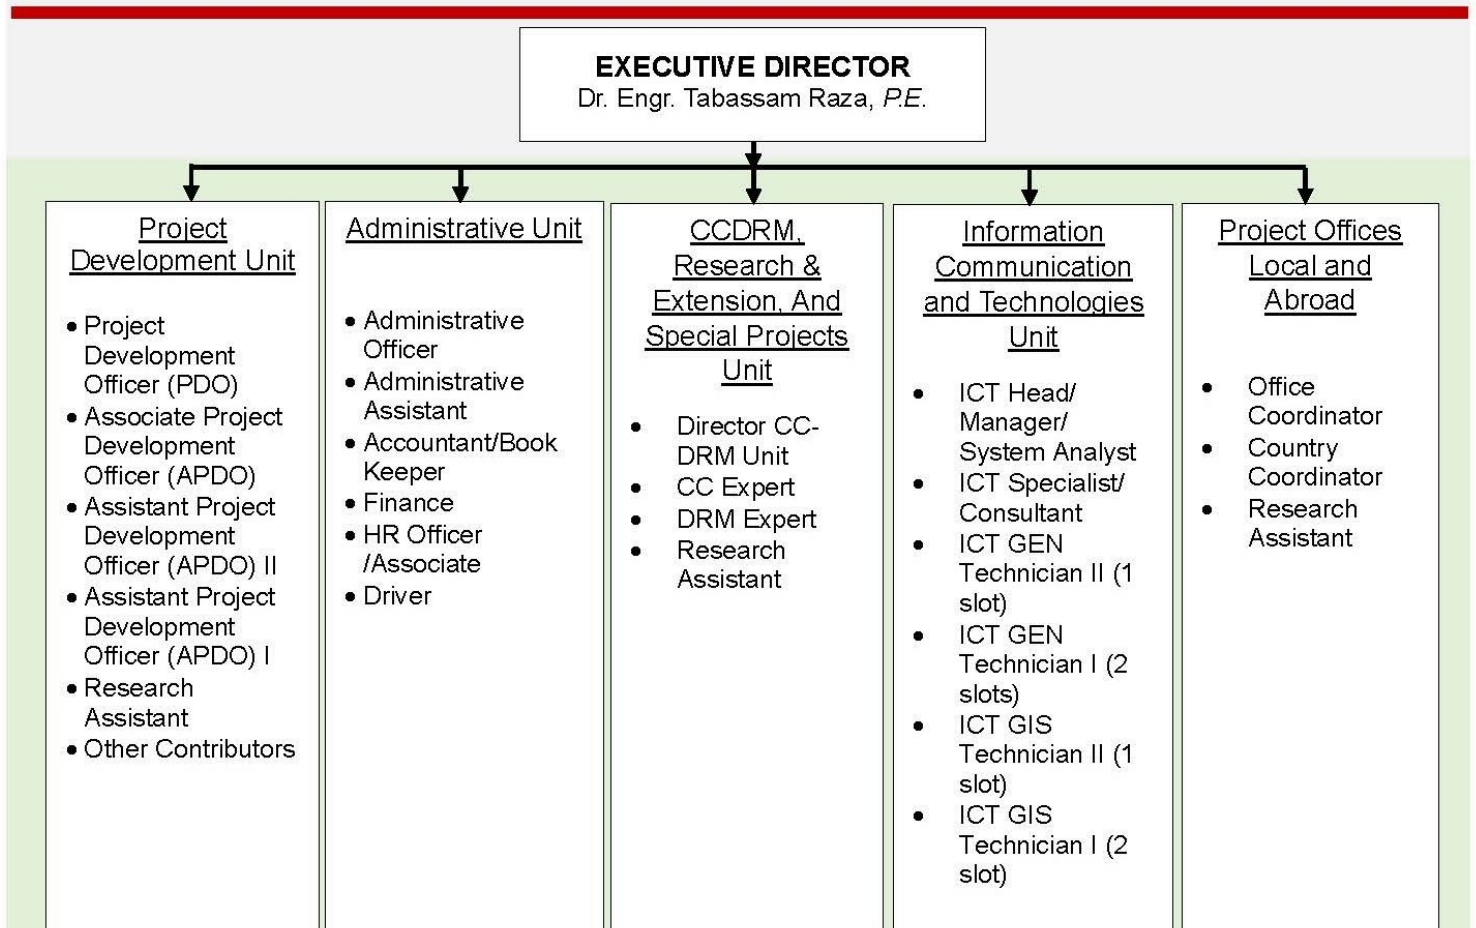 EXECUTIVE DIRECTOR
Dr. Engr. Tabassam Raza, P.E.
Project
Development Unit
• Project
Development
Officer (PDO)
• Associate Project
Development
Officer (APDO)
• Assistant Project
Development
Officer (APDO) II
• Assistant Project
Development
Officer (APDO) I
• Research
Assistant
• Other Contributors
Administrative Unit
• Administrative
Officer
• Administrative
Assistant
• Accountant/Book
Keeper
• Finance
• HR Officer
/Associate
• Driver
CCDRM,
Research &
Extension, And
Special Projects
Unit
• Director CC-
DRM Unit
• CC Expert
• DRM Expert
• Research
Assistant
Information
Communication
and Technologies
Unit
• ICT Head/
Manager/
System Analyst
• ICT Specialist/
Consultant
• ICT GEN
Technician II (1
slot)
• ICT GEN
Technician I (2
slots)
• ICT GIS
Technician II (1
slot)
• ICT GIS
Technician I (2
slot)
Project Offices
Local and
Abroad
• Office
Coordinator
• Country
Coordinator
• Research
Assistant